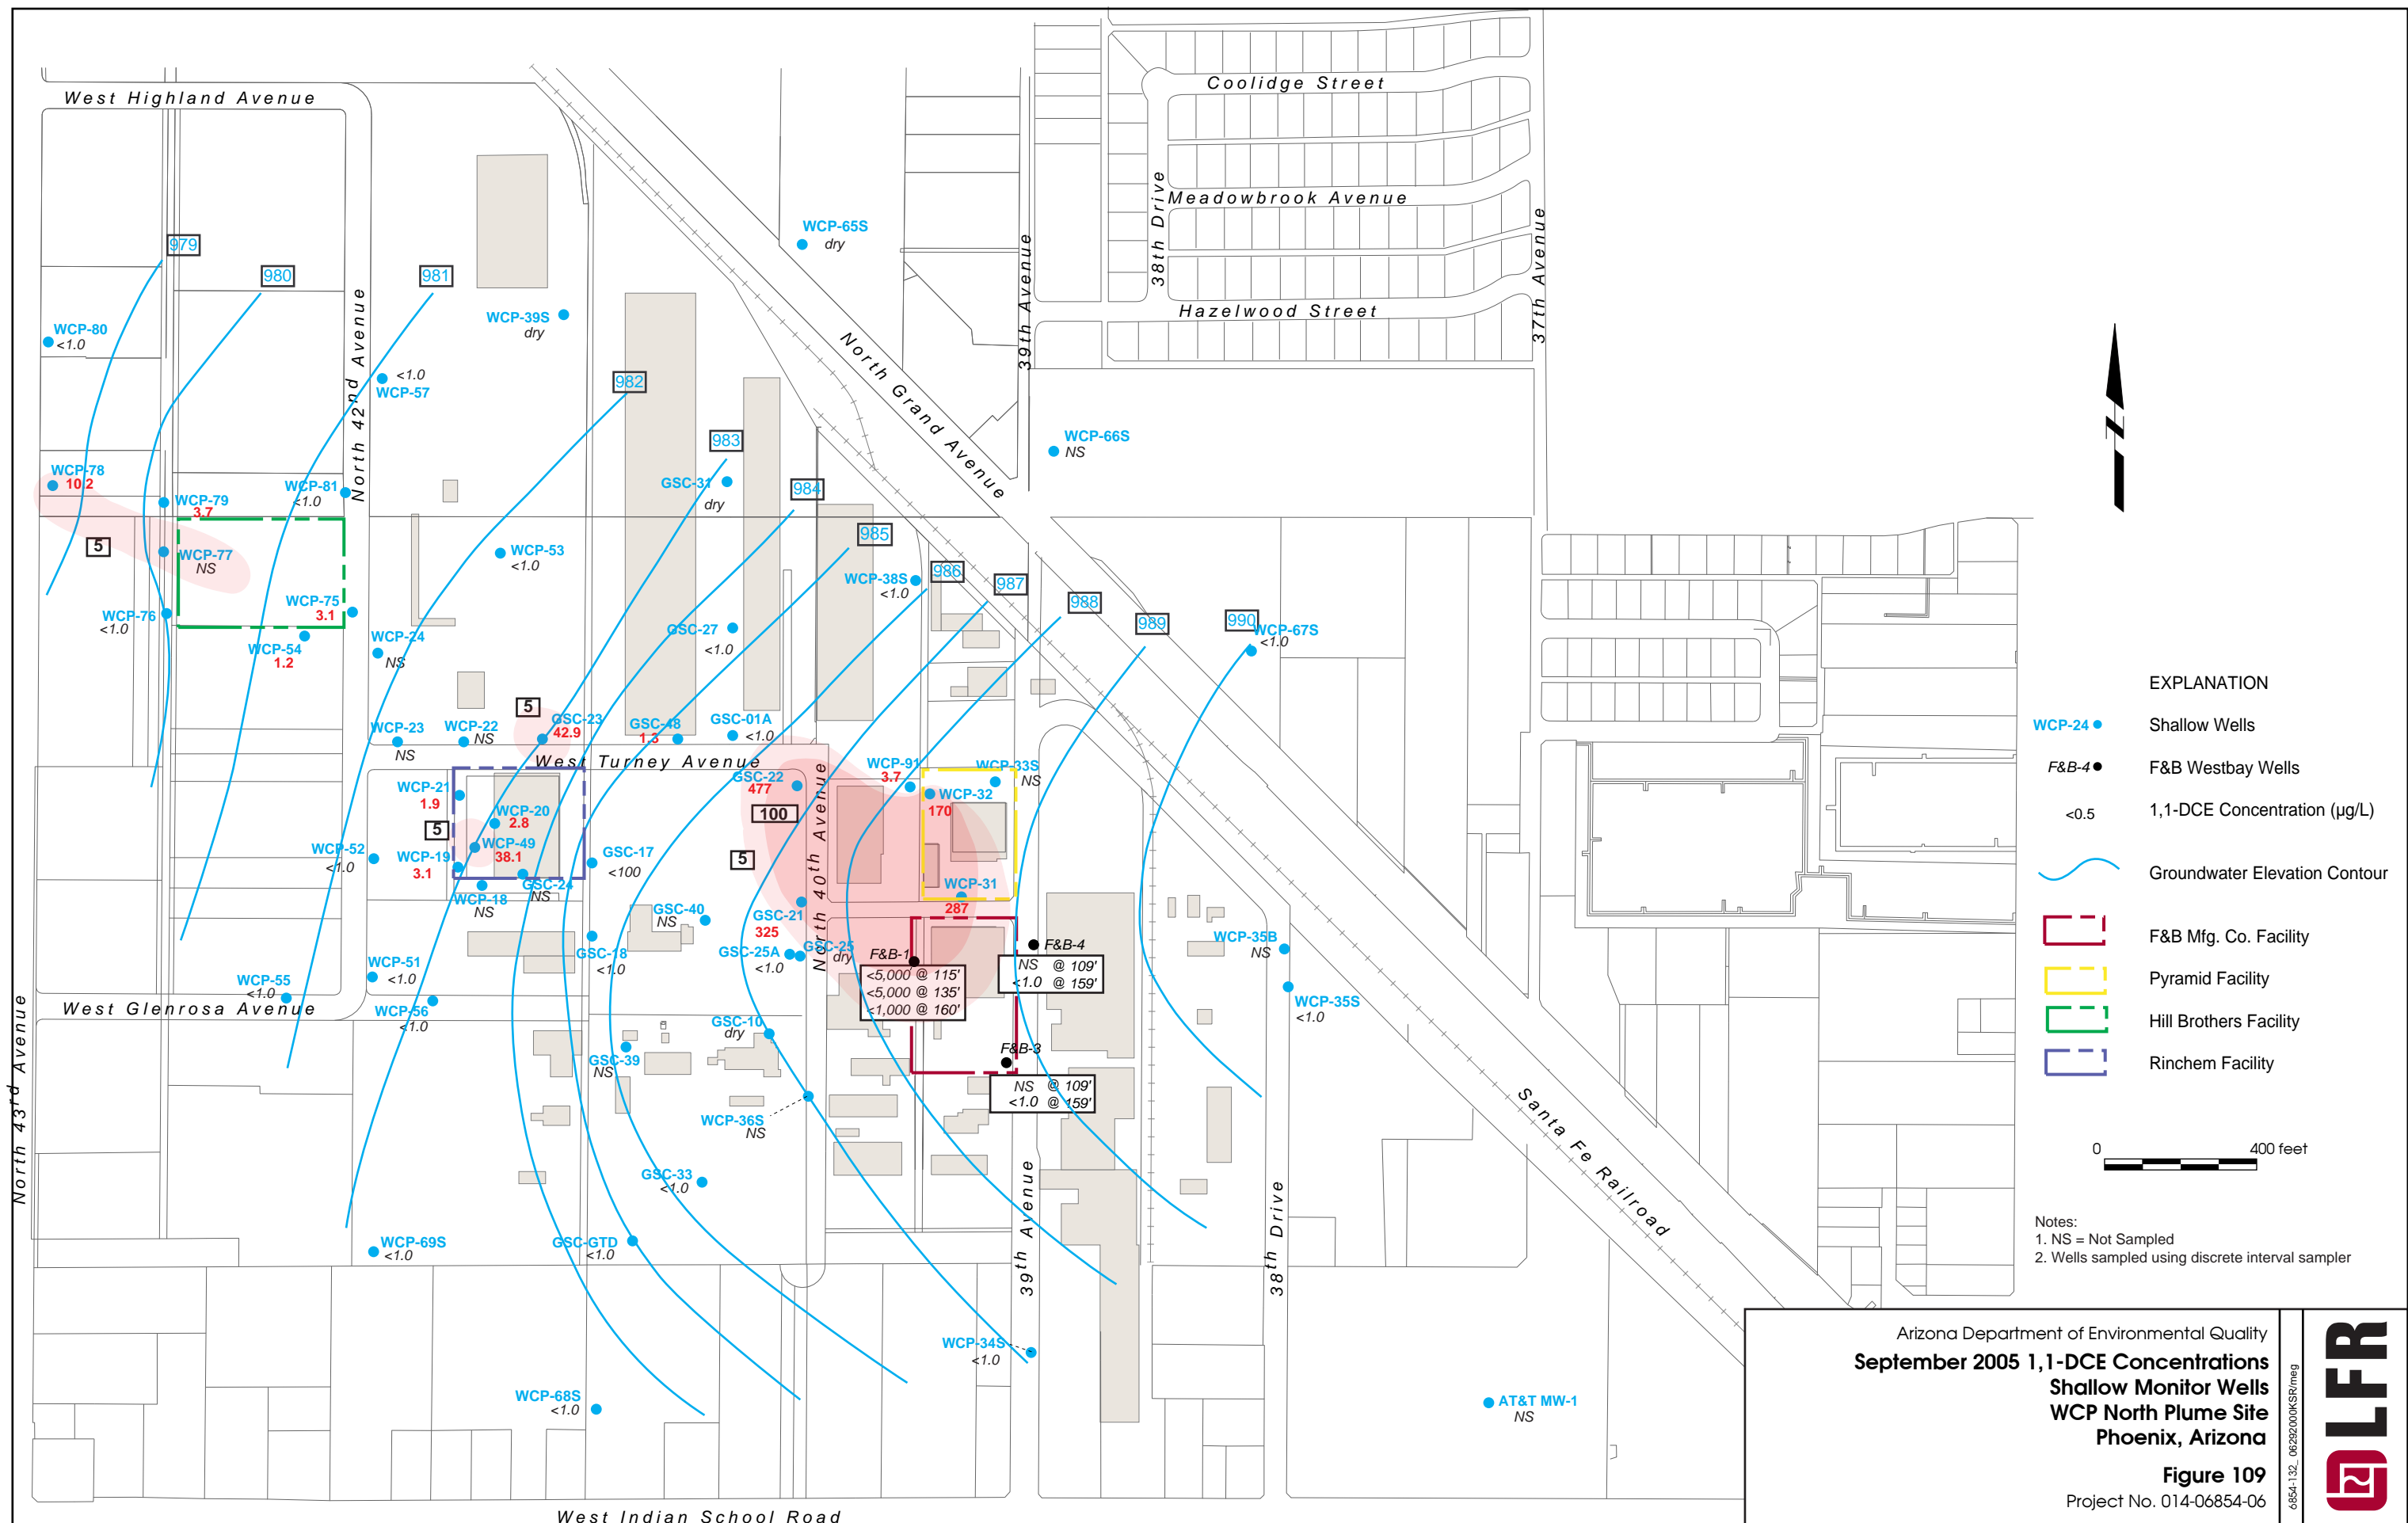 West Highland Avenue
Coolidge Street
Meadowbrook Avenue
Hazelwood Street
38th Drive
39th Avenue
37th Avenue
North 42nd Avenue
North Grand Avenue
979
980
981
982
983
984
985
986
987
988
989
990
WCP-65S
dry
WCP-39S
dry
WCP-80
<1.0
<1.0
WCP-57
WCP-66S
NS
WCP-78
10.2
WCP-79
3.7
WCP-81
<1.0
GSC-31
dry
5
WCP-77
NS
WCP-53
<1.0
WCP-38S
<1.0
WCP-76
<1.0
WCP-75
3.1
WCP-54
1.2
WCP-24
NS
GSC-27
<1.0
WCP-67S
<1.0
5
WCP-23
NS
WCP-22
NS
GSC-23
42.9
GSC-48
1.3
GSC-01A
<1.0
West Turney Avenue
WCP-21
1.9
WCP-20
2.8
5
WCP-49
38.1
WCP-19
3.1
WCP-52
<1.0
WCP-18
NS
GSC-24
NS
GSC-17
<100
GSC-22
477
100
5
North 40th Avenue
WCP-91
3.7
WCP-33S
NS
WCP-32
170
WCP-31
287
GSC-40
NS
GSC-21
325
GSC-18
<1.0
GSC-25A
<1.0
GSC-25
dry
F&B-1
<5,000 @ 115'
<5,000 @ 135'
<1,000 @ 160'
F&B-4
NS @ 109'
<1.0 @ 159'
WCP-35B
NS
WCP-35S
<1.0
WCP-55
<1.0
WCP-51
<1.0
West Glenrosa Avenue
WCP-56
<1.0
GSC-10
dry
GSC-39
NS
F&B-3
NS @ 109'
<1.0 @ 159'
WCP-36S
NS
GSC-33
<1.0
WCP-69S
<1.0
GSC-GTD
<1.0
WCP-34S
<1.0
WCP-68S
<1.0
AT&T MW-1
NS
North 43rd Avenue
39th Avenue
38th Drive
Santa Fe Railroad
West Indian School Road
EXPLANATION
WCP-24 Shallow Wells
F&B-4 F&B Westbay Wells
<0.5 1,1-DCE Concentration (µg/L)
Groundwater Elevation Contour
F&B Mfg. Co. Facility
Pyramid Facility
Hill Brothers Facility
Rinchem Facility
0 400 feet
Notes:
1. NS = Not Sampled
2. Wells sampled using discrete interval sampler
Arizona Department of Environmental Quality
September 2005 1,1-DCE Concentrations
Shallow Monitor Wells
WCP North Plume Site
Phoenix, Arizona
Figure 109
Project No. 014-06854-06
6854-132_ 06292000KSR/meg
LFR